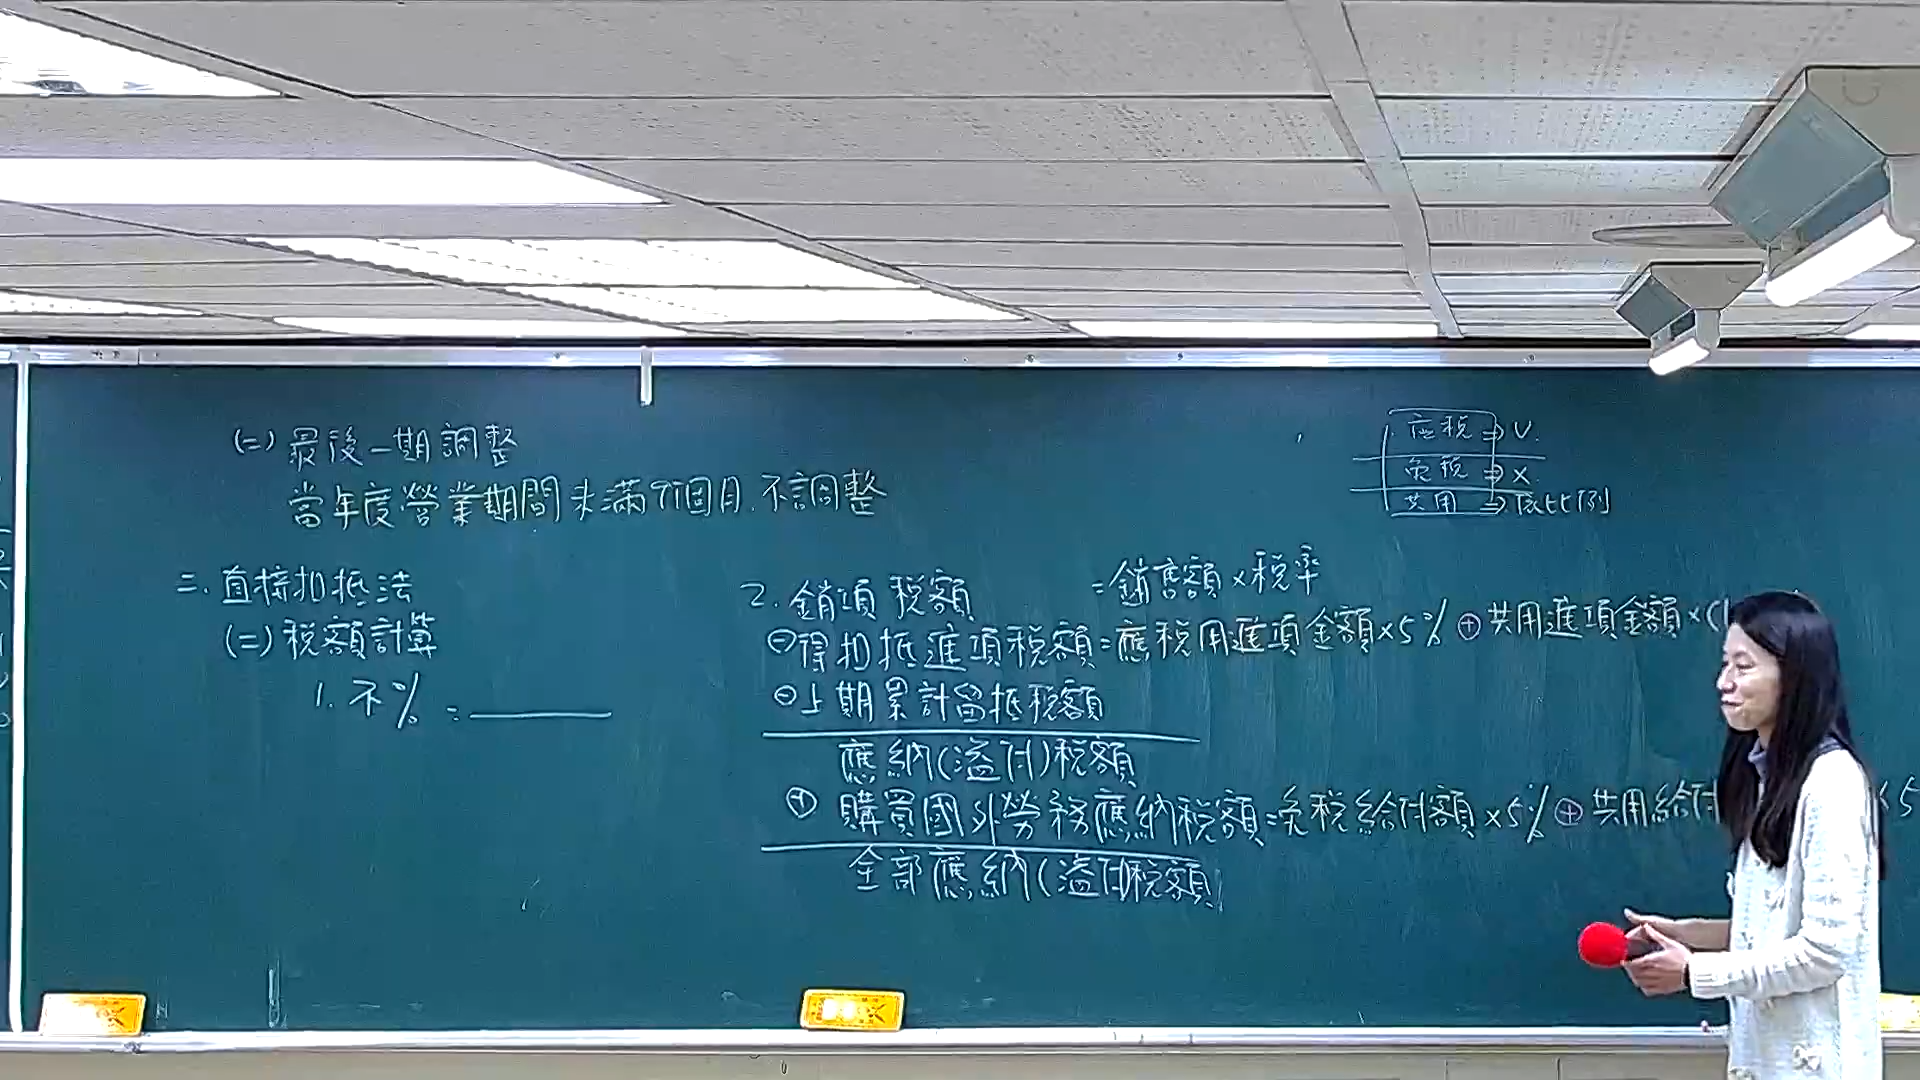 (二) 最後一期調整
當年度營業期間未滿9個月.不調整
二.直接扣抵法
(二)稅額計算
1. 不% =
2. 銷項稅額 =銷售額×稅率
⊖得扣抵進項稅額=應稅用進項金額×5% ⊕共用進項金額×(1
⊖上期累計留抵稅額
應納(溢付)稅額
⊕ 購買國外勞務應納稅額=免稅給付額×5% ⊕ 共用給付 ×5
全部應納(溢付)稅額
应税⇒V.
免税⇒X
共用⇒依比例